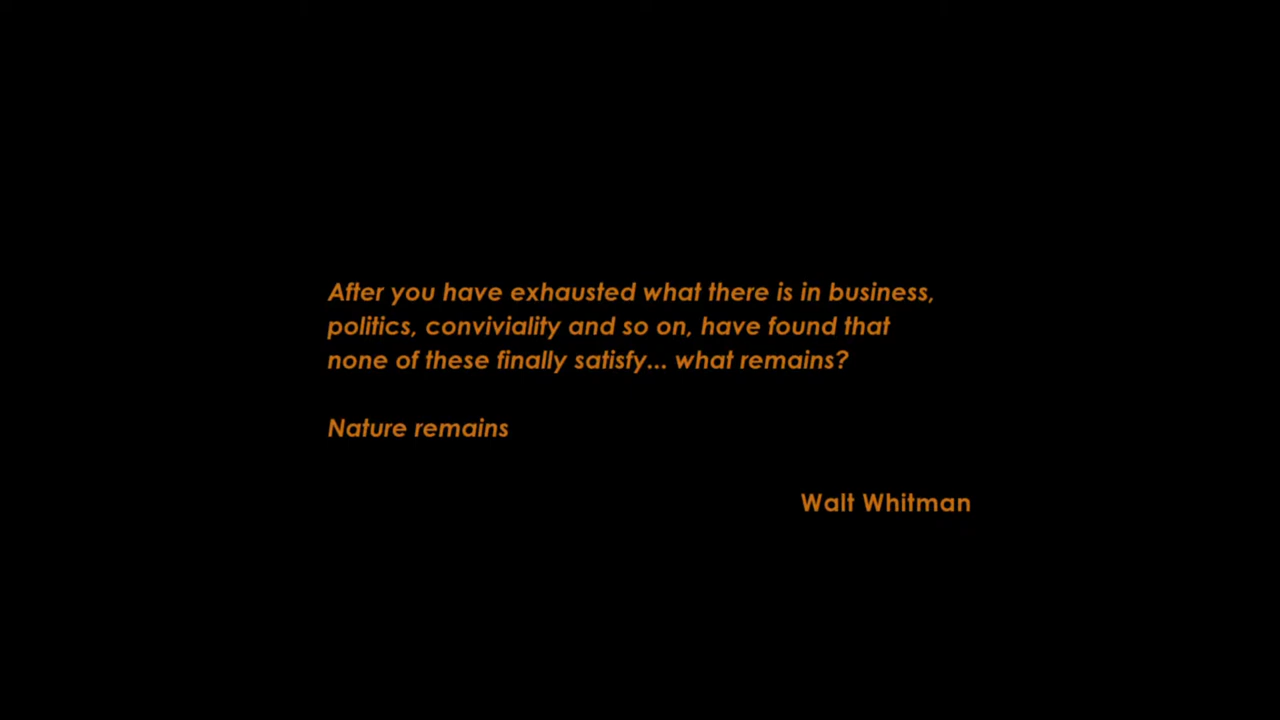 After you have exhausted what there is in business,
politics, conviviality and so on, have found that
none of these finally satisfy... what remains?
Nature remains
Walt Whitman